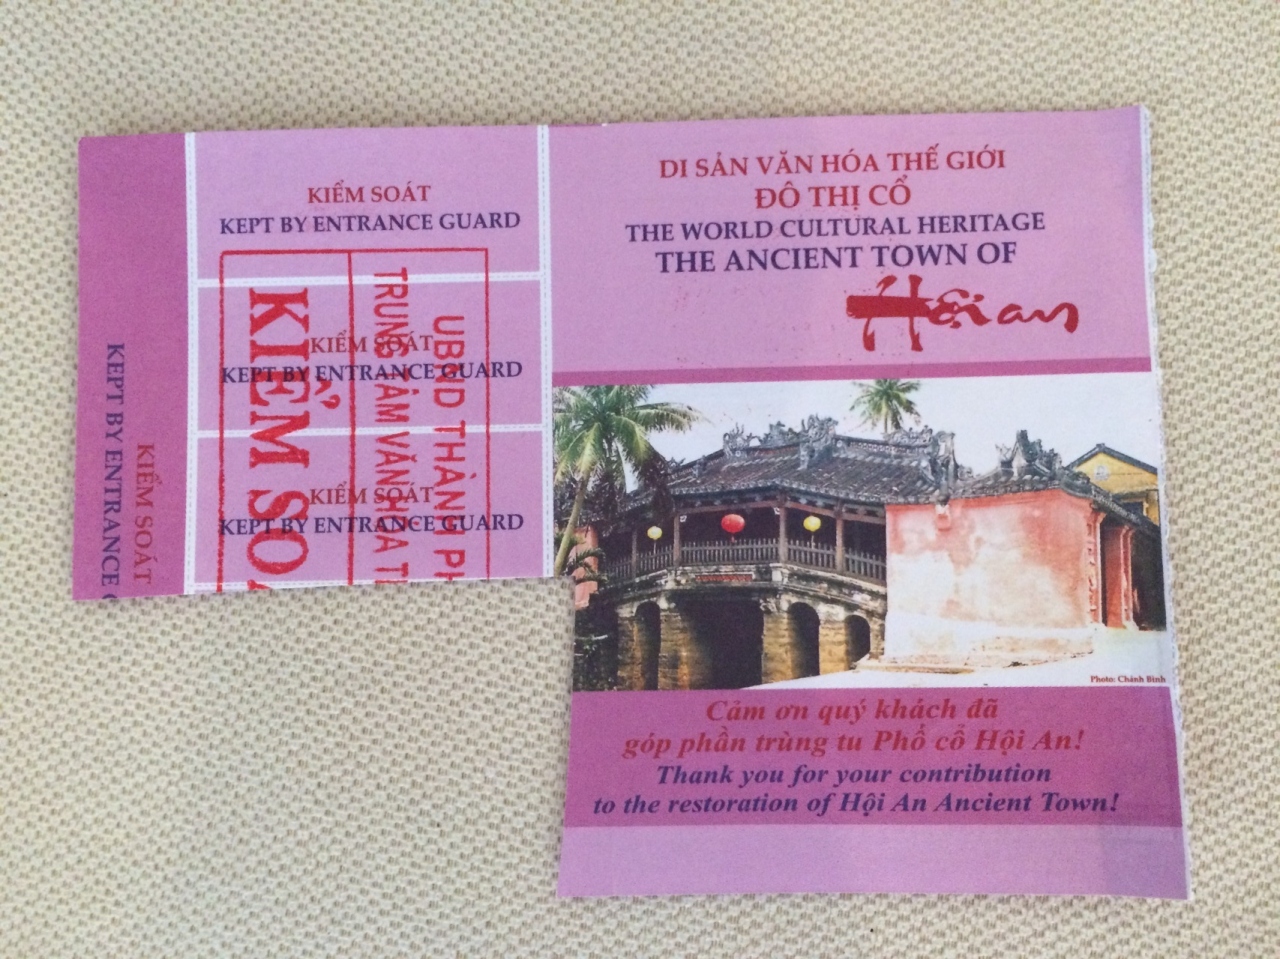 KIỂM SOÁT
KEPT BY ENTRANCE
KIỂM SOÁT
KEPT BY ENTRANCE GUARD
KIỂM SOÁT
KEPT BY ENTRANCE GUARD
KIỂM SOÁT
KEPT BY ENTRANCE GUARD
UBND THÀNH PH
TRUNG TÂM VĂN HÓA T
KIỂM SO
DI SẢN VĂN HÓA THẾ GIỚI
ĐÔ THỊ CỔ
THE WORLD CULTURAL HERITAGE
THE ANCIENT TOWN OF
Hội an
Photo: Chánh Bình
Cảm ơn quý khách đã
góp phần trùng tu Phố cổ Hội An!
Thank you for your contribution
to the restoration of Hội An Ancient Town!